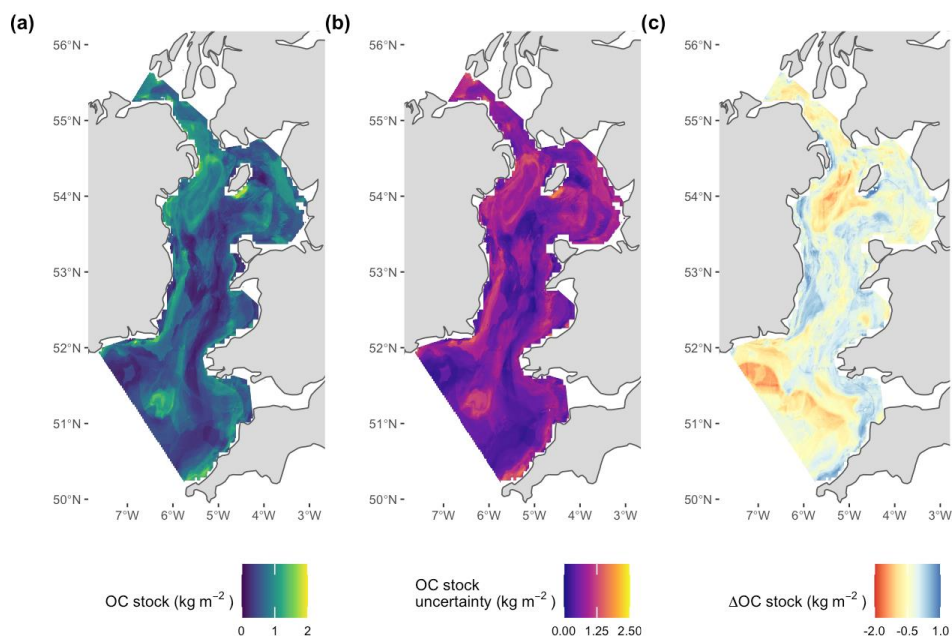 (a)
(b)
(c)
56°N
55°N
54°N
53°N
52°N
51°N
50°N
7°W 6°W 5°W 4°W 3°W
56°N
55°N
54°N
53°N
52°N
51°N
50°N
7°W 6°W 5°W 4°W 3°W
56°N
55°N
54°N
53°N
52°N
51°N
50°N
7°W 6°W 5°W 4°W 3°W
OC stock (kg m⁻²)
0 1 2
OC stock
uncertainty (kg m⁻²)
0.00 1.25 2.50
ΔOC stock (kg m⁻²)
-2.0 -0.5 1.0